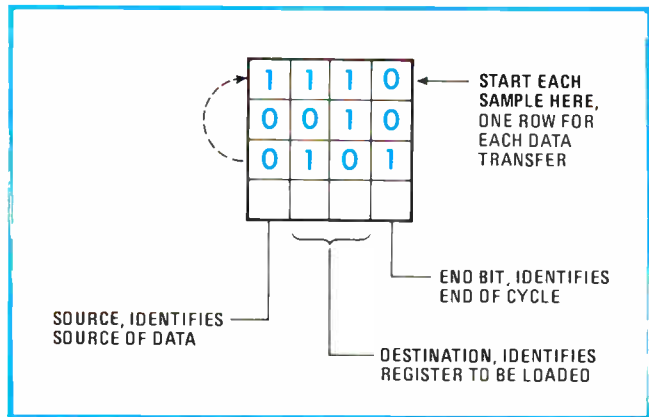 1 1 1 0
START EACH
SAMPLE HERE,
ONE ROW FOR
EACH DATA
TRANSFER
0 0 1 0
0 1 0 1
END BIT, IDENTIFIES
END OF CYCLE
SOURCE, IDENTIFIES
SOURCE OF DATA
DESTINATION, IDENTIFIES
REGISTER TO BE LOADED